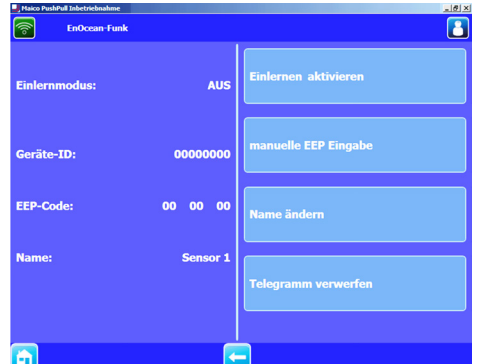 Maico PushPull Inbetriebnahme
EnOcean-Funk
Einlernmodus: AUS
Geräte-ID: 00000000
EEP-Code: 00 00 00
Name: Sensor 1
Einlernen aktivieren
manuelle EEP Eingabe
Name ändern
Telegramm verwerfen